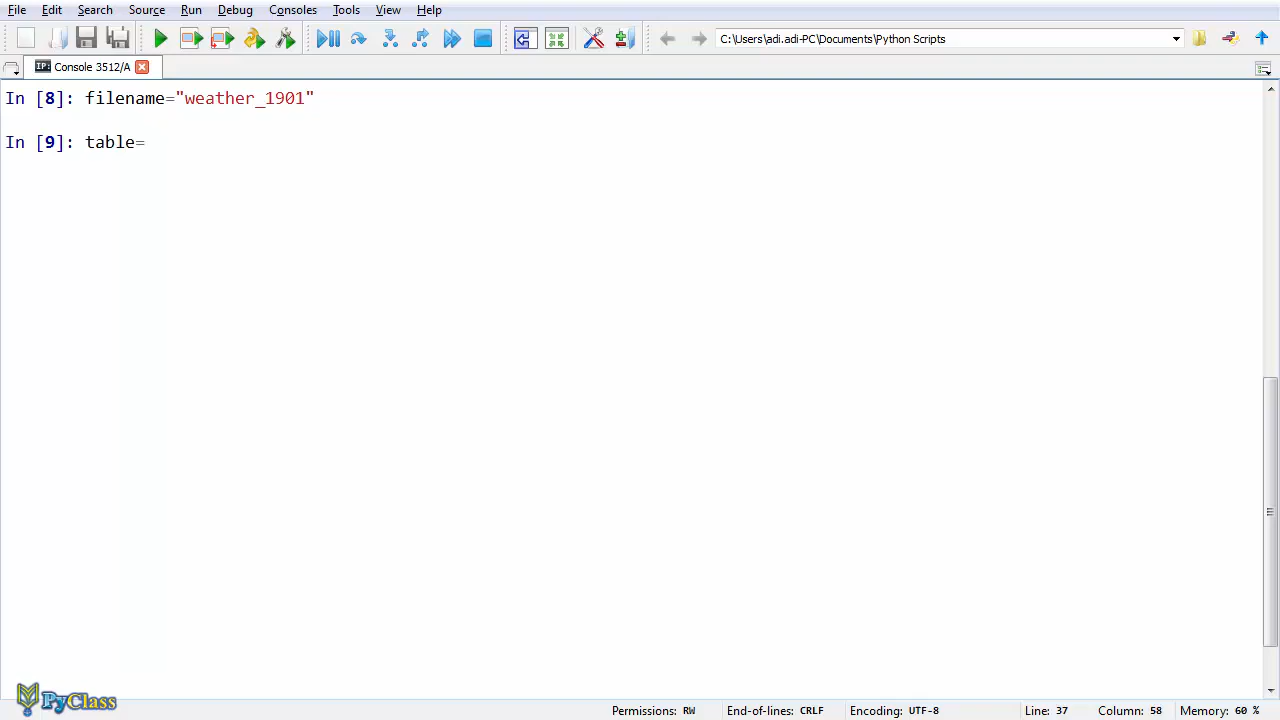 File Edit Search Source Run Debug Consoles Tools View Help
C:\Users\adi.adi-PC\Documents\Python Scripts
IP: Console 3512/A
In [8]: filename="weather_1901"
In [9]: table=
PyClass
Permissions: RW End-of-lines: CRLF Encoding: UTF-8 Line: 37 Column: 58 Memory: 60 %